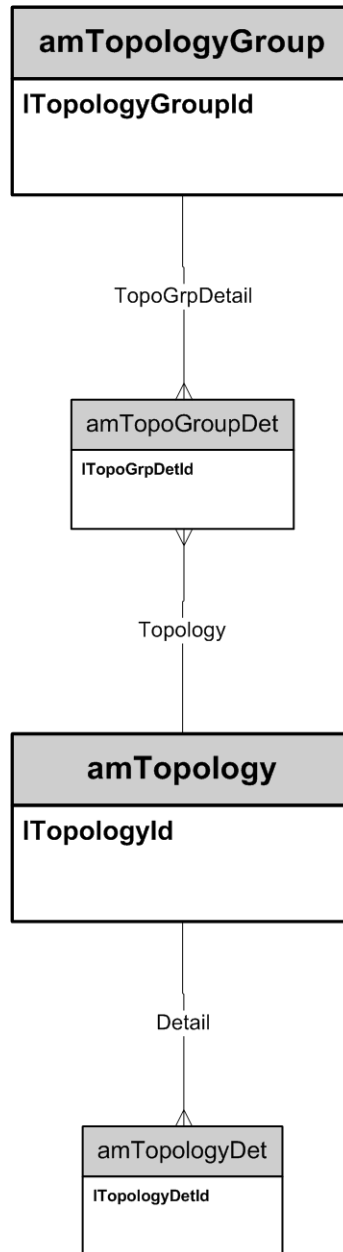 amTopologyGroup
lTopologyGroupId
TopoGrpDetail
amTopoGroupDet
lTopoGrpDetId
Topology
amTopology
lTopologyId
Detail
amTopologyDet
lTopologyDetId